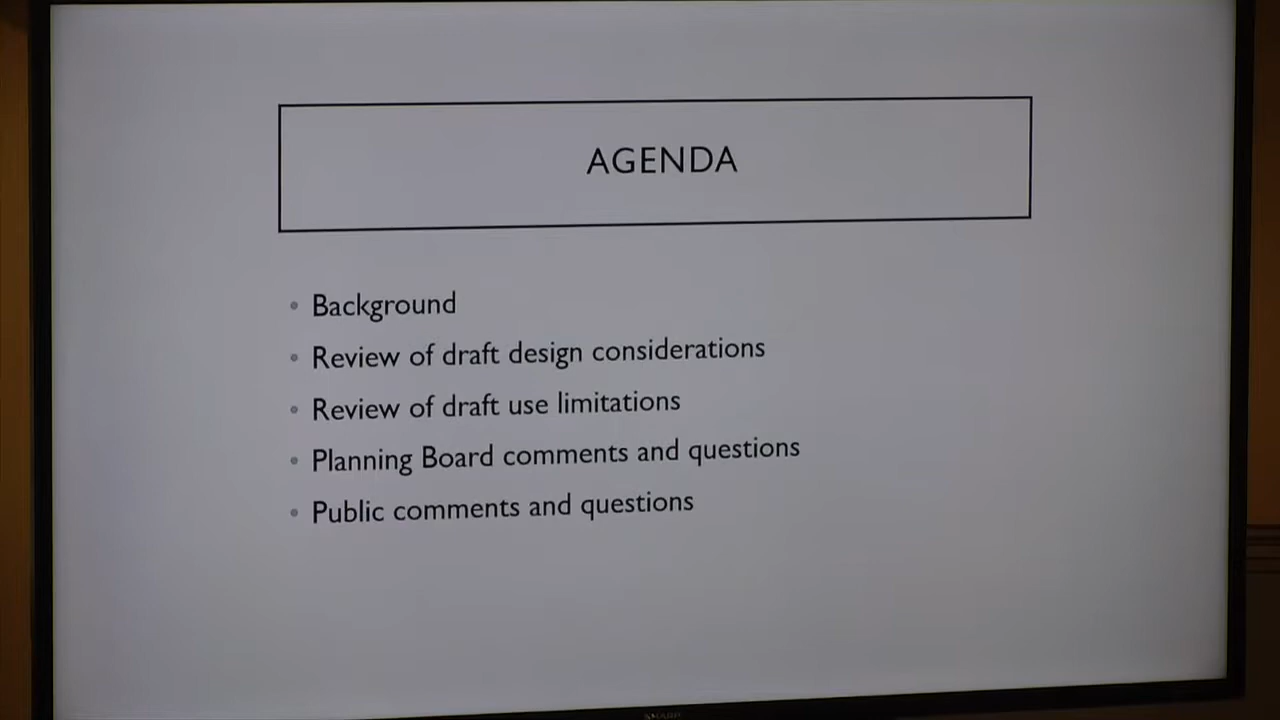 AGENDA
Background
Review of draft design considerations
Review of draft use limitations
Planning Board comments and questions
Public comments and questions
SHARP